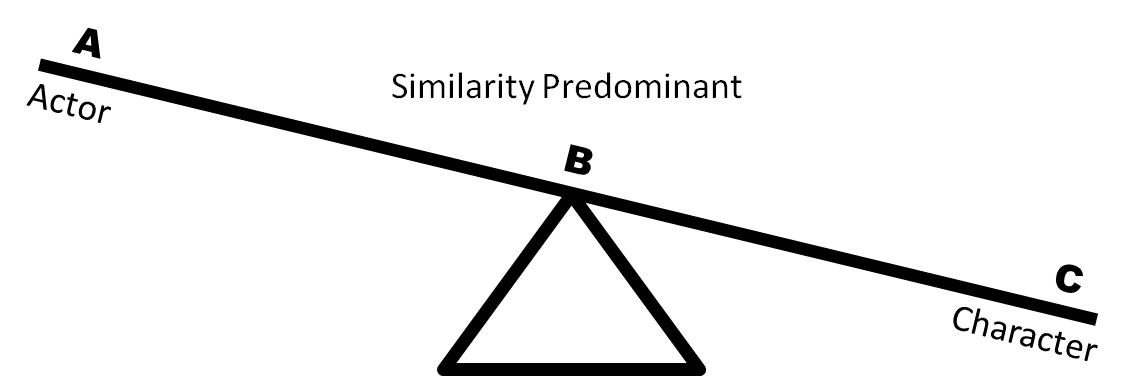 A
Actor
Similarity Predominant
B
C
Character